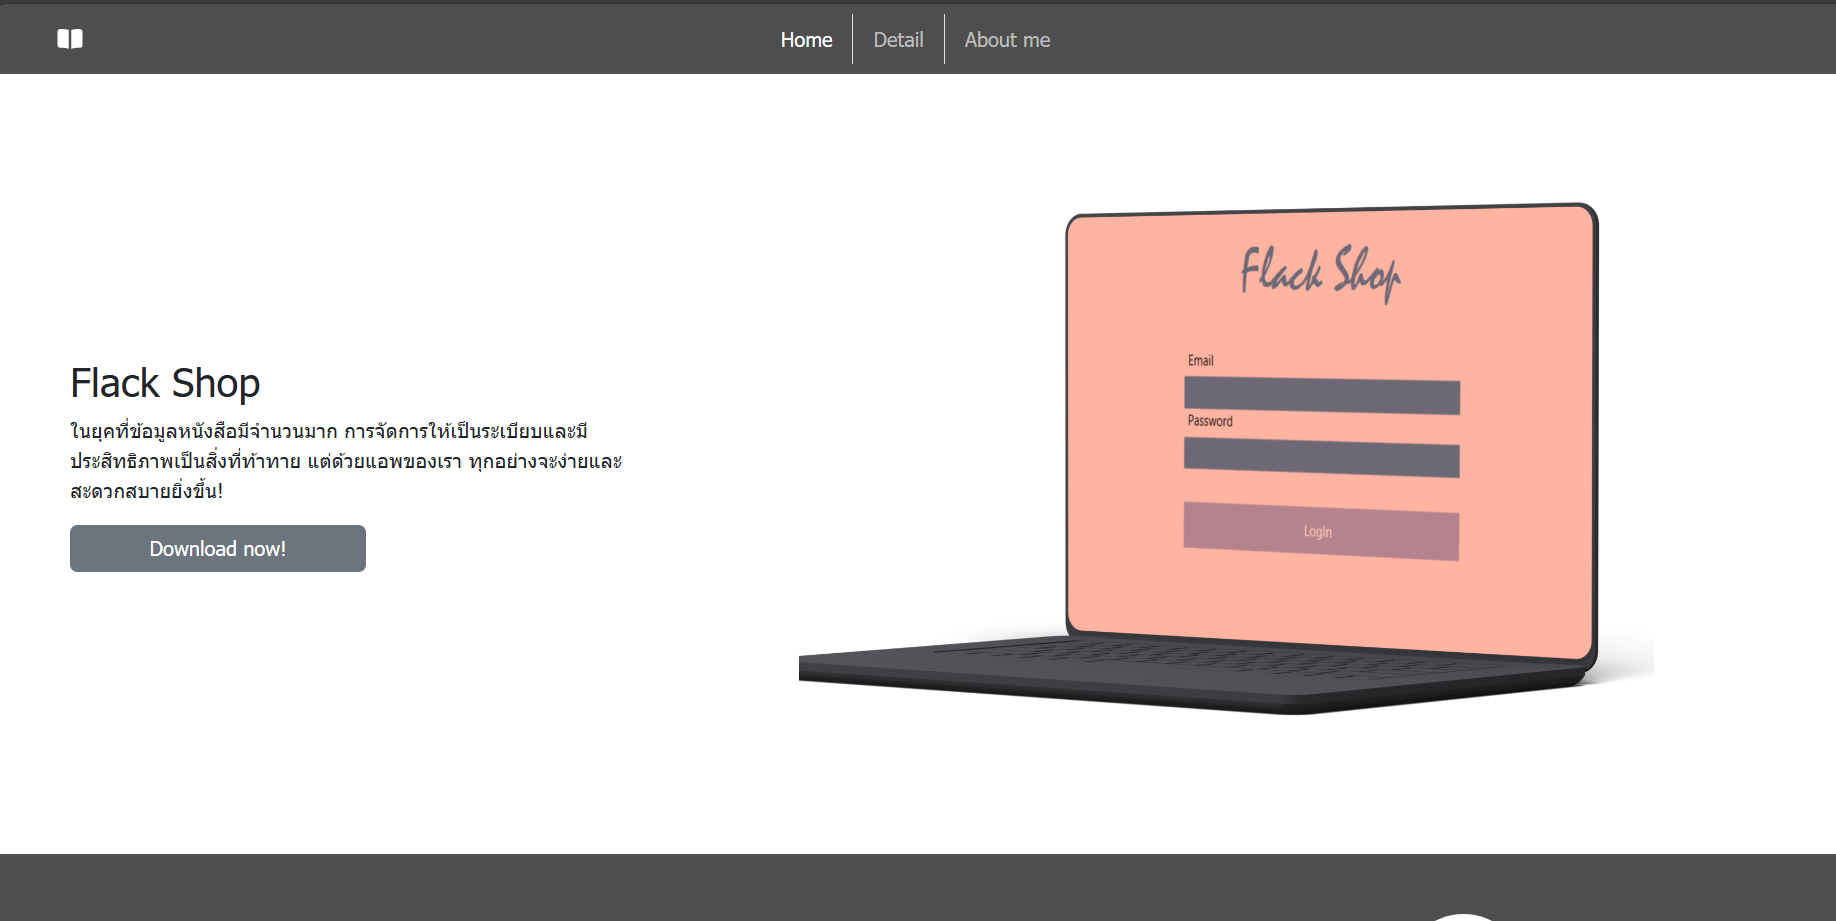 Home
Detail
About me
Flack Shop
ในยุคที่ข้อมูลหนังสือมีจำนวนมาก การจัดการให้เป็นระเบียบและมี
ประสิทธิภาพเป็นสิ่งที่ท้าทาย แต่ด้วยแอพของเรา ทุกอย่างจะง่ายและ
สะดวกสบายยิ่งขึ้น!
Download now!
Flack Shop
Email
Password
LogIn